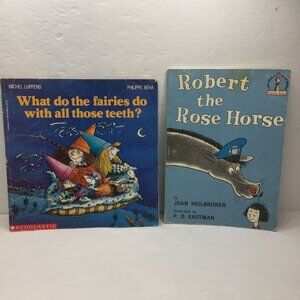 MICHEL LUPPENS
PHILIPPE BÉHA
What do the fairies do
with all those teeth?
SCHOLASTIC
Robert
the
Rose Horse
by
JOAN HEILBRONER
Illustrated by
P. D. EASTMAN